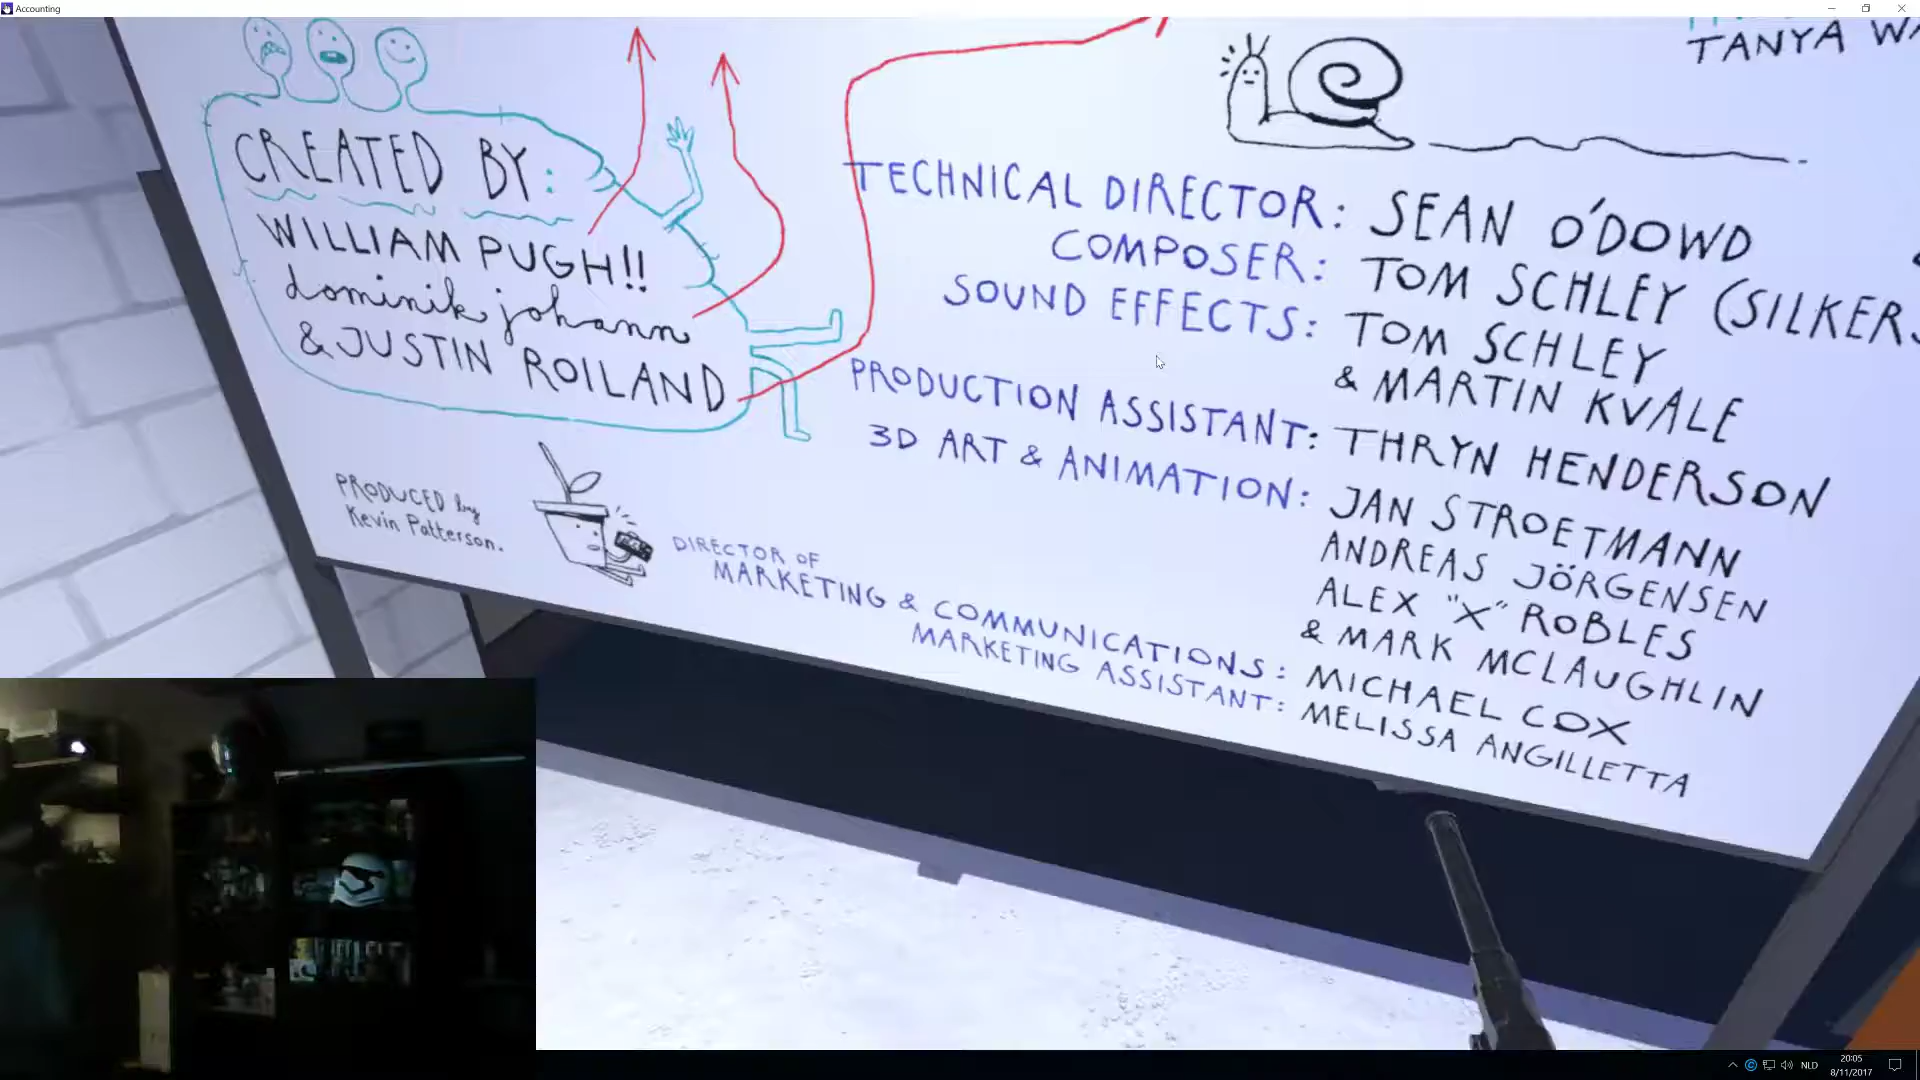 Accounting
TANYA
CREATED BY:
WILLIAM PUGH!!
dominik johann
& JUSTIN ROILAND
TECHNICAL DIRECTOR: SEAN O'DOWD
COMPOSER: TOM SCHLEY (SILKERS
SOUND EFFECTS: TOM SCHLEY
& MARTIN KVALE
PRODUCTION ASSISTANT: THRYN HENDERSON
3D ART & ANIMATION: JAN STROETMANN
ANDREAS JÖRGENSEN
ALEX "X" ROBLES
& MARK MCLAUGHLIN
PRODUCED by
Kevin Patterson.
DIRECTOR OF
MARKETING & COMMUNICATIONS: MICHAEL COX
MARKETING ASSISTANT: MELISSA ANGILLETTA
NLD
20:05
8/11/2017